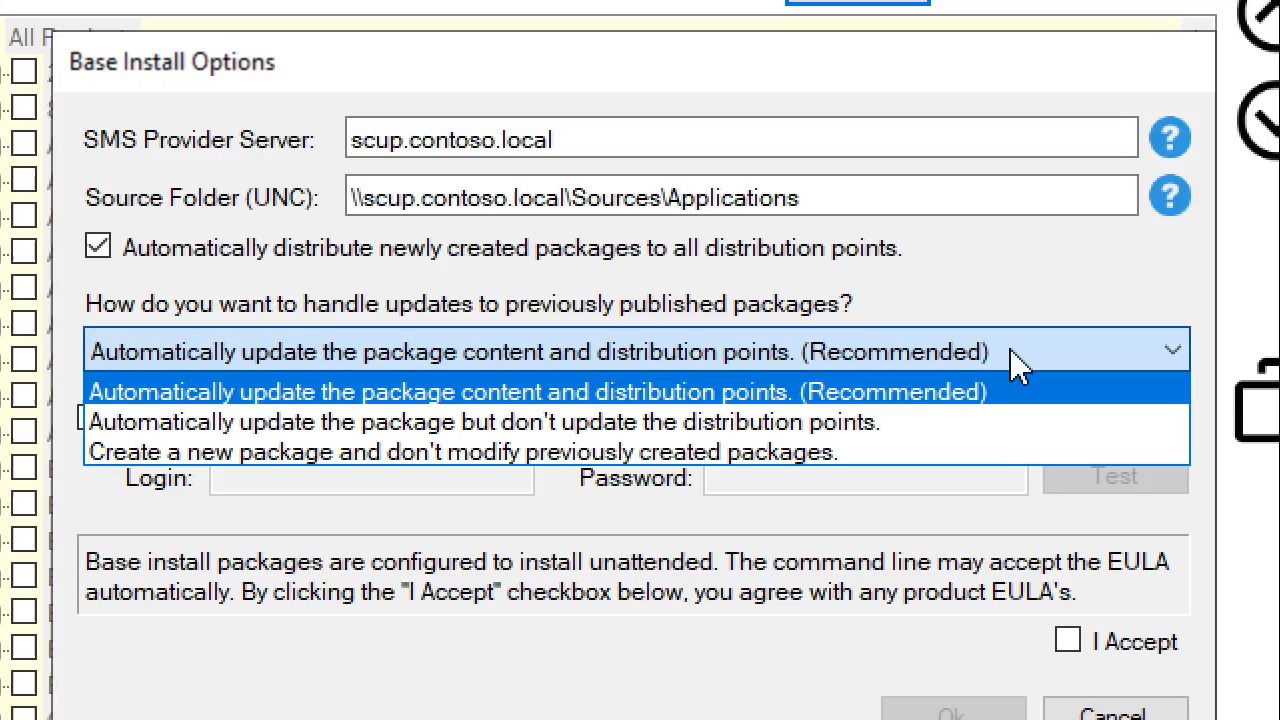 All
Base Install Options
SMS Provider Server: scup.contoso.local ?
Source Folder (UNC): \\scup.contoso.local\Sources\Applications ?
Automatically distribute newly created packages to all distribution points.
How do you want to handle updates to previously published packages?
Automatically update the package content and distribution points. (Recommended)
Automatically update the package content and distribution points. (Recommended)
Automatically update the package but don't update the distribution points.
Create a new package and don't modify previously created packages.
Login: Password: Test
Base install packages are configured to install unattended. The command line may accept the EULA
automatically. By clicking the "I Accept" checkbox below, you agree with any product EULA's.
I Accept
Ok Cancel